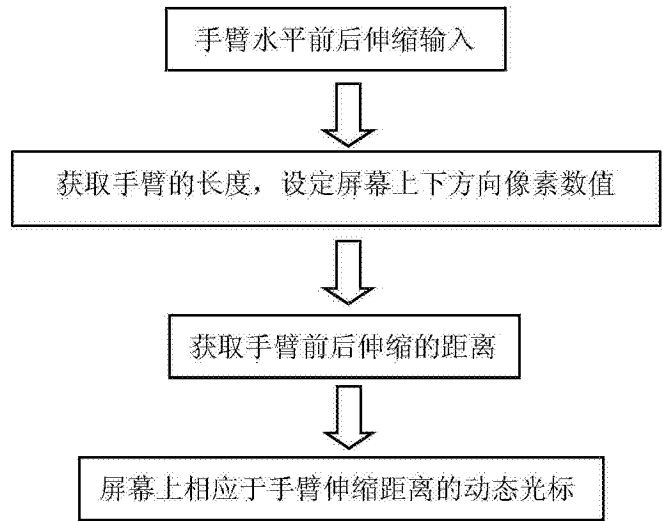 手臂水平前后伸缩输入
获取手臂的长度，设定屏幕上下方向像素数值
获取手臂前后伸缩的距离
屏幕上相应于手臂伸缩距离的动态光标